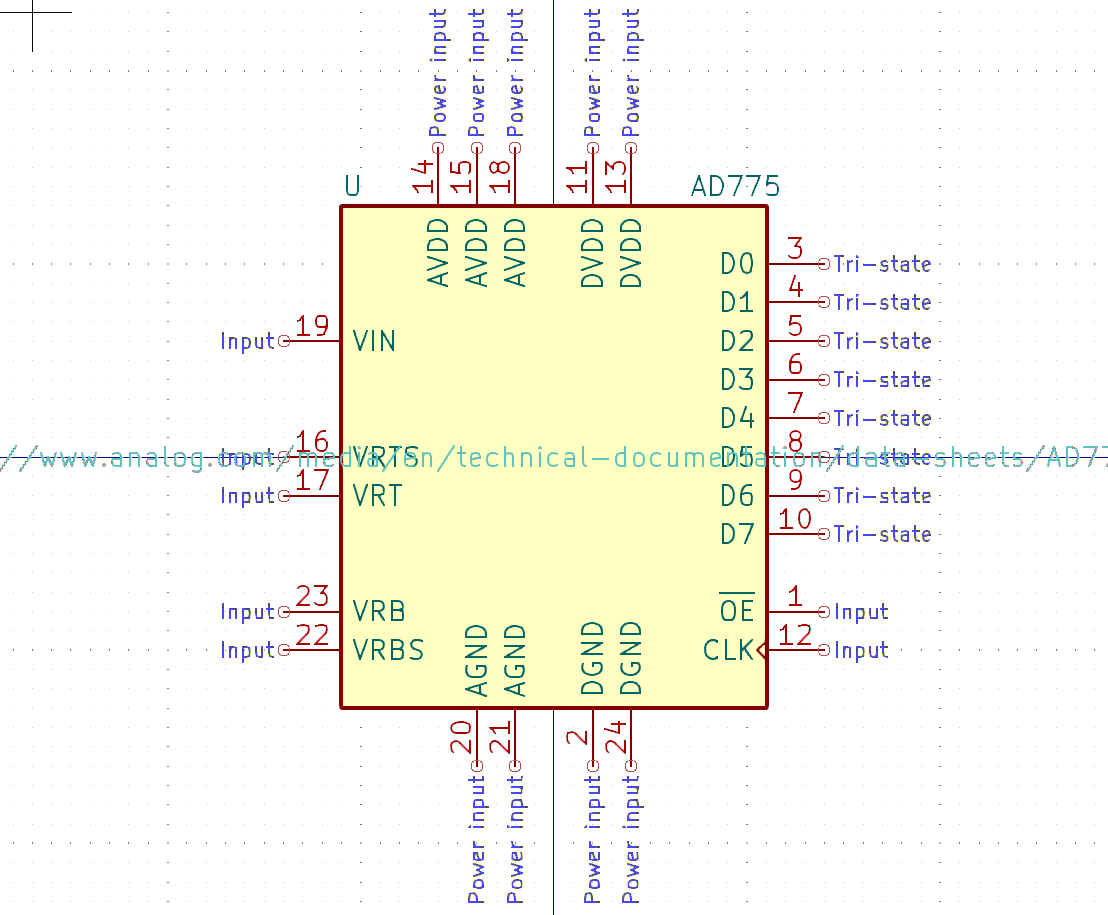 Power input
Power input
Power input
Power input
Power input
14
15
18
11
13
U
AD775
AVDD
AVDD
AVDD
DVDD
DVDD
D0 3 Tri-state
D1 4 Tri-state
Input 19 VIN
D2 5 Tri-state
D3 6 Tri-state
D4 7 Tri-state
Input 16 VRTS
D5 8 Tri-state
//www.analog.com/media/en/technical-documentation/data-sheets/AD77
Input 17 VRT
D6 9 Tri-state
D7 10 Tri-state
Input 23 VRB
OE 1 Input
Input 22 VRBS
CLK 12 Input
AGND
AGND
DGND
DGND
20
21
2
24
Power input
Power input
Power input
Power input